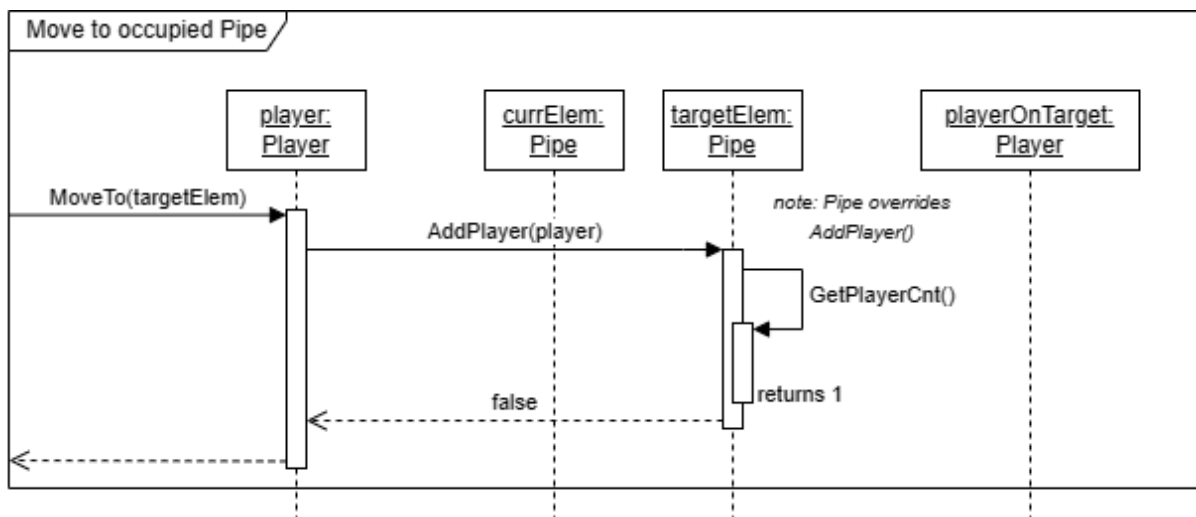 Move to occupied Pipe
player:
Player
currElem:
Pipe
targetElem:
Pipe
playerOnTarget:
Player
MoveTo(targetElem)
note: Pipe overrides
AddPlayer()
AddPlayer(player)
GetPlayerCnt()
returns 1
false